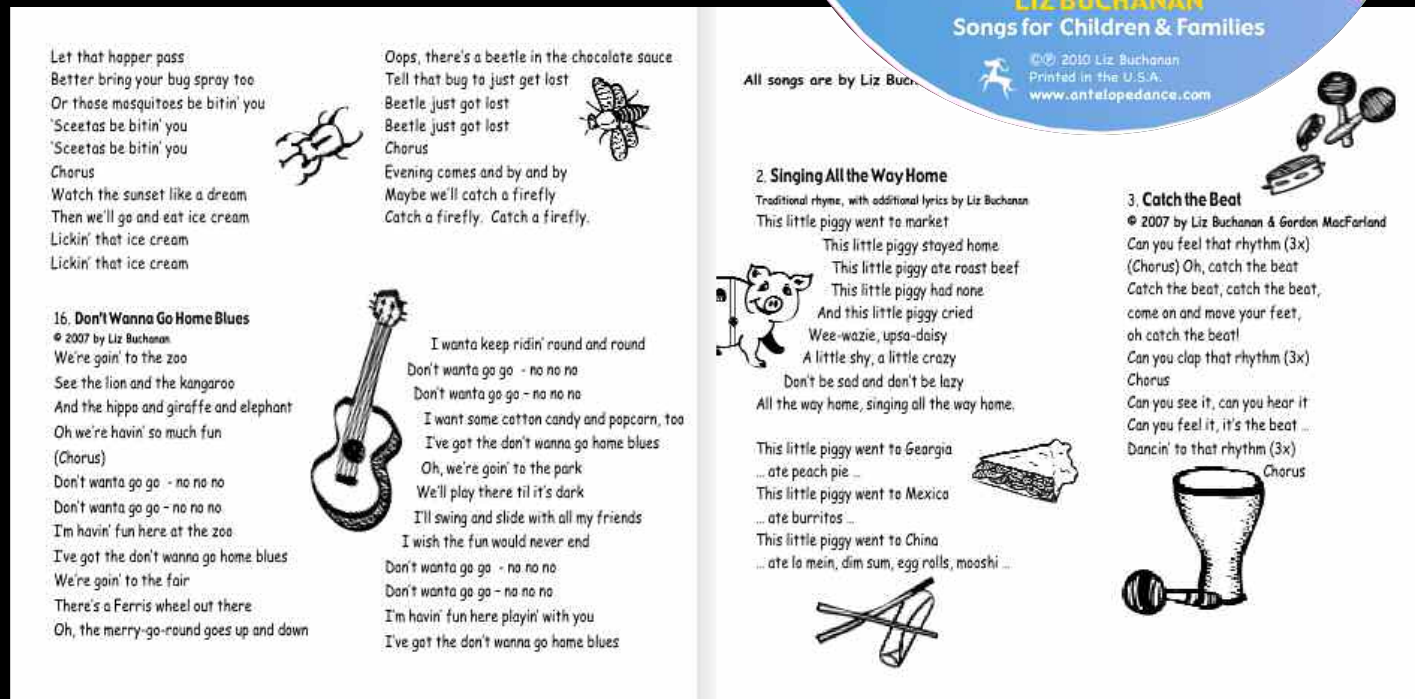 Let that hopper pass
Better bring your bug spray too
Or those mosquitoes be bitin' you
'Sceetas be bitin' you
'Sceetas be bitin' you
Chorus
Watch the sunset like a dream
Then we'll go and eat ice cream
Lickin' that ice cream
Lickin' that ice cream
Oops, there's a beetle in the chocolate sauce
Tell that bug to just get lost
Beetle just got lost
Beetle just got lost
Chorus
Evening comes and by and by
Maybe we'll catch a firefly
Catch a firefly. Catch a firefly.
16. Don't Wanna Go Home Blues
© 2007 by Liz Buchanan
We're goin' to the zoo
See the lion and the kangaroo
And the hippo and giraffe and elephant
Oh we're havin' so much fun
(Chorus)
Don't wanta go go - no no no
Don't wanta go go – no no no
I'm havin' fun here at the zoo
I've got the don't wanna go home blues
We're goin' to the fair
There's a Ferris wheel out there
Oh, the merry-go-round goes up and down
I wanta keep ridin' round and round
Don't wanta go go - no no no
Don't wanta go go – no no no
I want some cotton candy and popcorn, too
I've got the don't wanna go home blues
Oh, we're goin' to the park
We'll play there til it's dark
I'll swing and slide with all my friends
I wish the fun would never end
Don't wanta go go - no no no
Don't wanta go go – no no no
I'm havin' fun here playin' with you
I've got the don't wanna go home blues
LIZ BUCHANAN
Songs for Children & Families
©℗ 2010 Liz Buchanan
Printed in the U.S.A.
www.antelopedance.com
All songs are by Liz
2. Singing All the Way Home
Traditional rhyme, with additional lyrics by Liz Buchanan
This little piggy went to market
This little piggy stayed home
This little piggy ate roast beef
This little piggy had none
And this little piggy cried
Wee-wazie, upsa-daisy
A little shy, a little crazy
Don't be sad and don't be lazy
All the way home, singing all the way home.
This little piggy went to Georgia
... ate peach pie ...
This little piggy went to Mexico
... ate burritos ...
This little piggy went to China
... ate lo mein, dim sum, egg rolls, mooshi ...
3. Catch the Beat
© 2007 by Liz Buchanan & Gordon MacFarland
Can you feel that rhythm (3x)
(Chorus) Oh, catch the beat
Catch the beat, catch the beat,
come on and move your feet,
oh catch the beat!
Can you clap that rhythm (3x)
Chorus
Can you see it, can you hear it
Can you feel it, it's the beat ...
Dancin' to that rhythm (3x)
Chorus